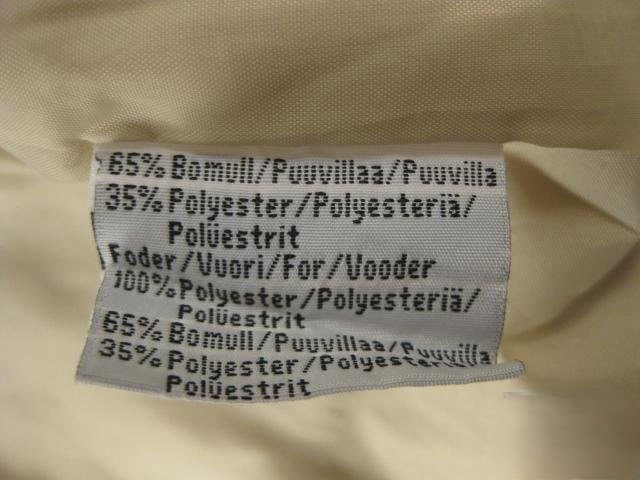 65% Bomull/Puuvillaa/Puuvilla
35% Polyester/Polyesteriä/
Polüestrit
Foder/Vuori/For/Vooder
100% Polyester/Polyesteriä/
Polüestrit
65% Bomull/Puuvillaa/Puuvilla
35% Polyester/Polyesteriä/
Polüestrit